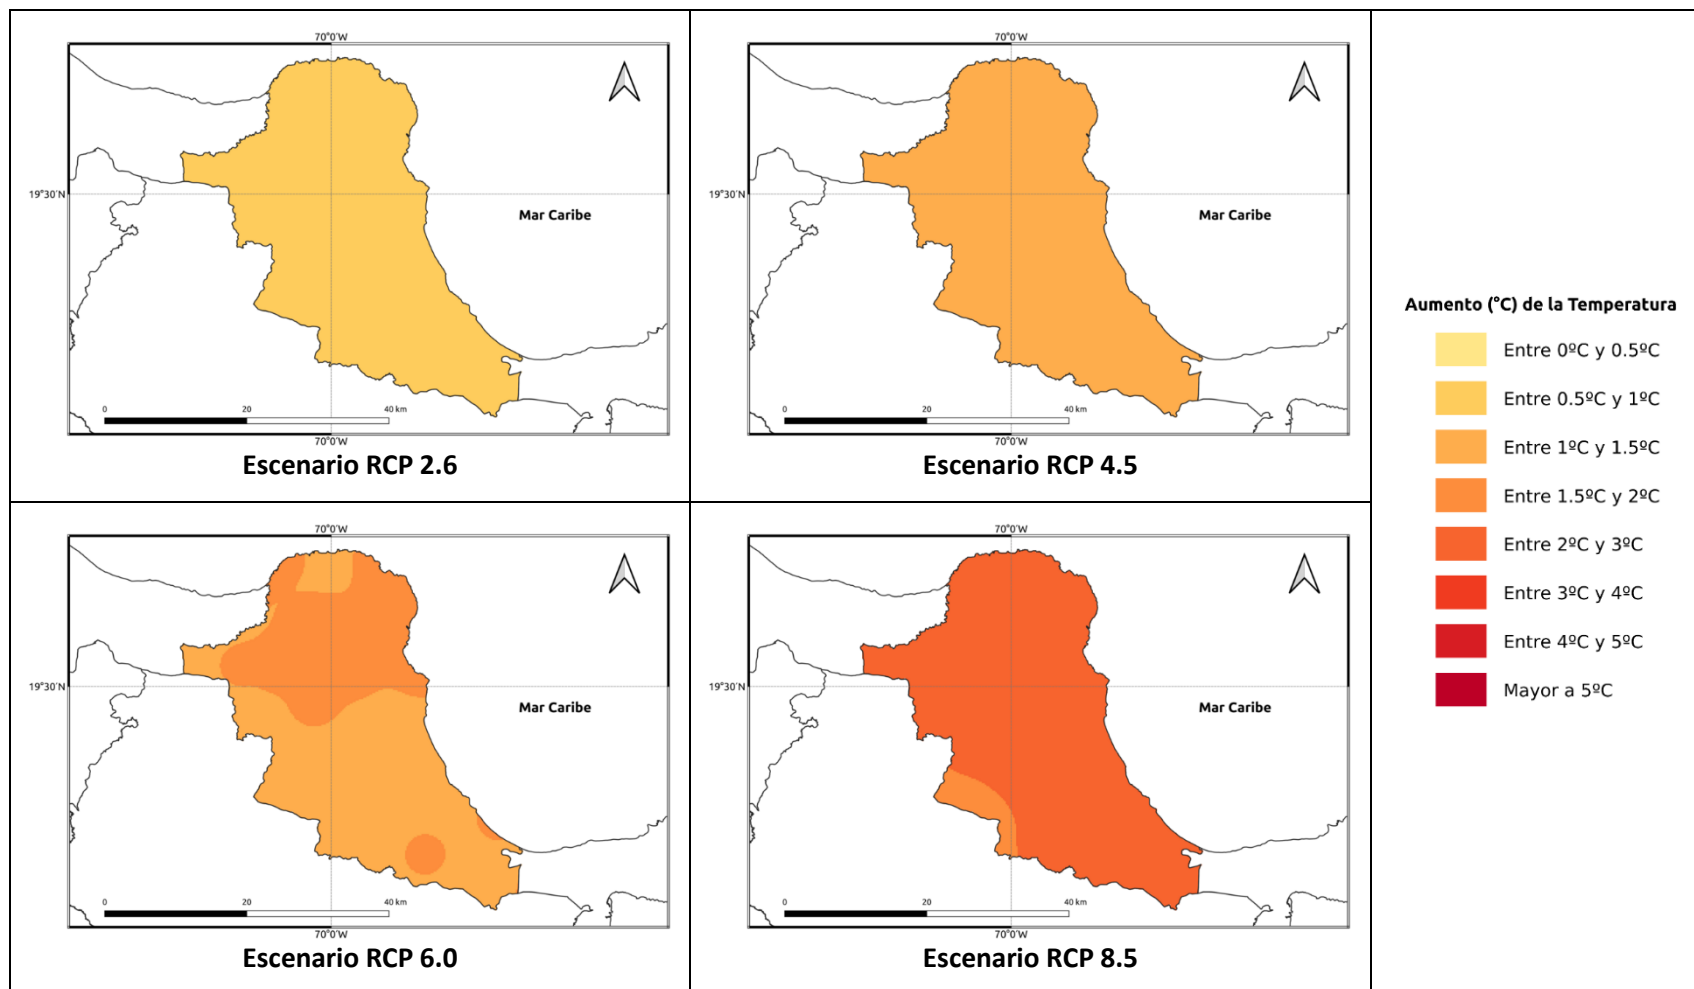 70°0'W
19°30'N
Mar Caribe
0 20 40 km
70°0'W
Escenario RCP 2.6
70°0'W
19°30'N
Mar Caribe
0 20 40 km
70°0'W
Escenario RCP 4.5
70°0'W
19°30'N
Mar Caribe
0 20 40 km
70°0'W
Escenario RCP 6.0
70°0'W
19°30'N
Mar Caribe
0 20 40 km
70°0'W
Escenario RCP 8.5
Aumento (°C) de la Temperatura
Entre 0ºC y 0.5ºC
Entre 0.5ºC y 1ºC
Entre 1ºC y 1.5ºC
Entre 1.5ºC y 2ºC
Entre 2ºC y 3ºC
Entre 3ºC y 4ºC
Entre 4ºC y 5ºC
Mayor a 5ºC